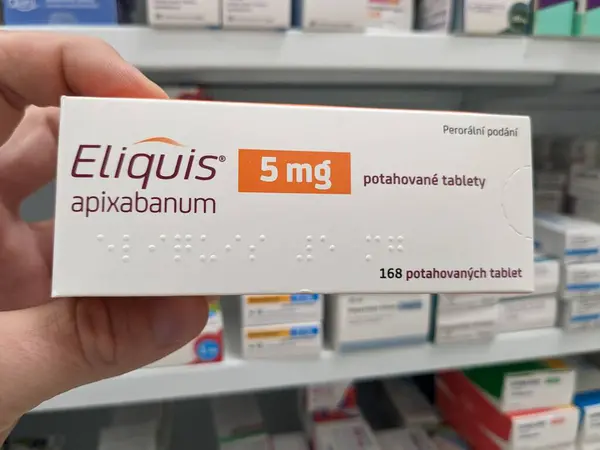 Perorální podání
Eliquis® 5 mg potahované tablety
apixabanum
168 potahovaných tablet